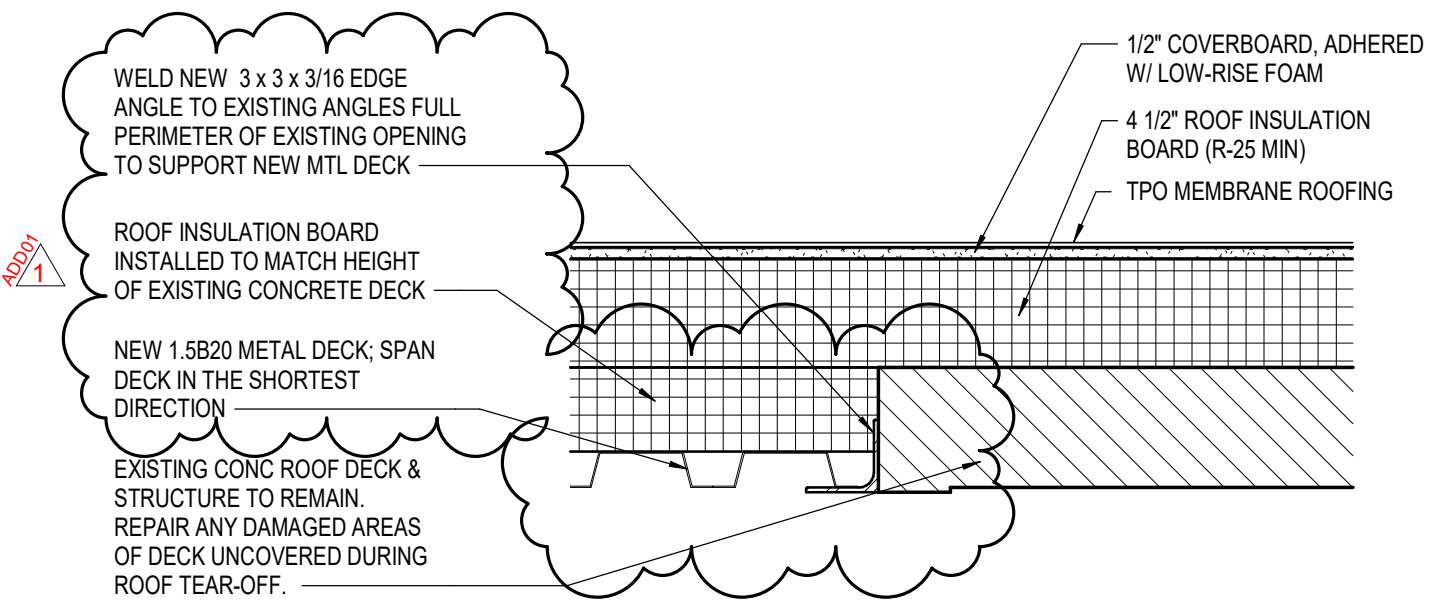 WELD NEW 3 x 3 x 3/16 EDGE
ANGLE TO EXISTING ANGLES FULL
PERIMETER OF EXISTING OPENING
TO SUPPORT NEW MTL DECK
ROOF INSULATION BOARD
INSTALLED TO MATCH HEIGHT
OF EXISTING CONCRETE DECK
NEW 1.5B20 METAL DECK; SPAN
DECK IN THE SHORTEST
DIRECTION
EXISTING CONC ROOF DECK &
STRUCTURE TO REMAIN.
REPAIR ANY DAMAGED AREAS
OF DECK UNCOVERED DURING
ROOF TEAR-OFF.
ADD01
1
1/2" COVERBOARD, ADHERED
W/ LOW-RISE FOAM
4 1/2" ROOF INSULATION
BOARD (R-25 MIN)
TPO MEMBRANE ROOFING